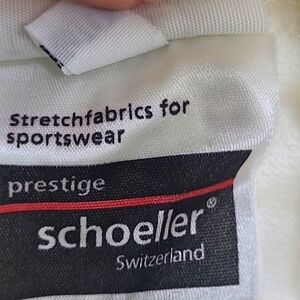 Stretchfabrics for
sportswear
prestige
schoeller®
Switzerland